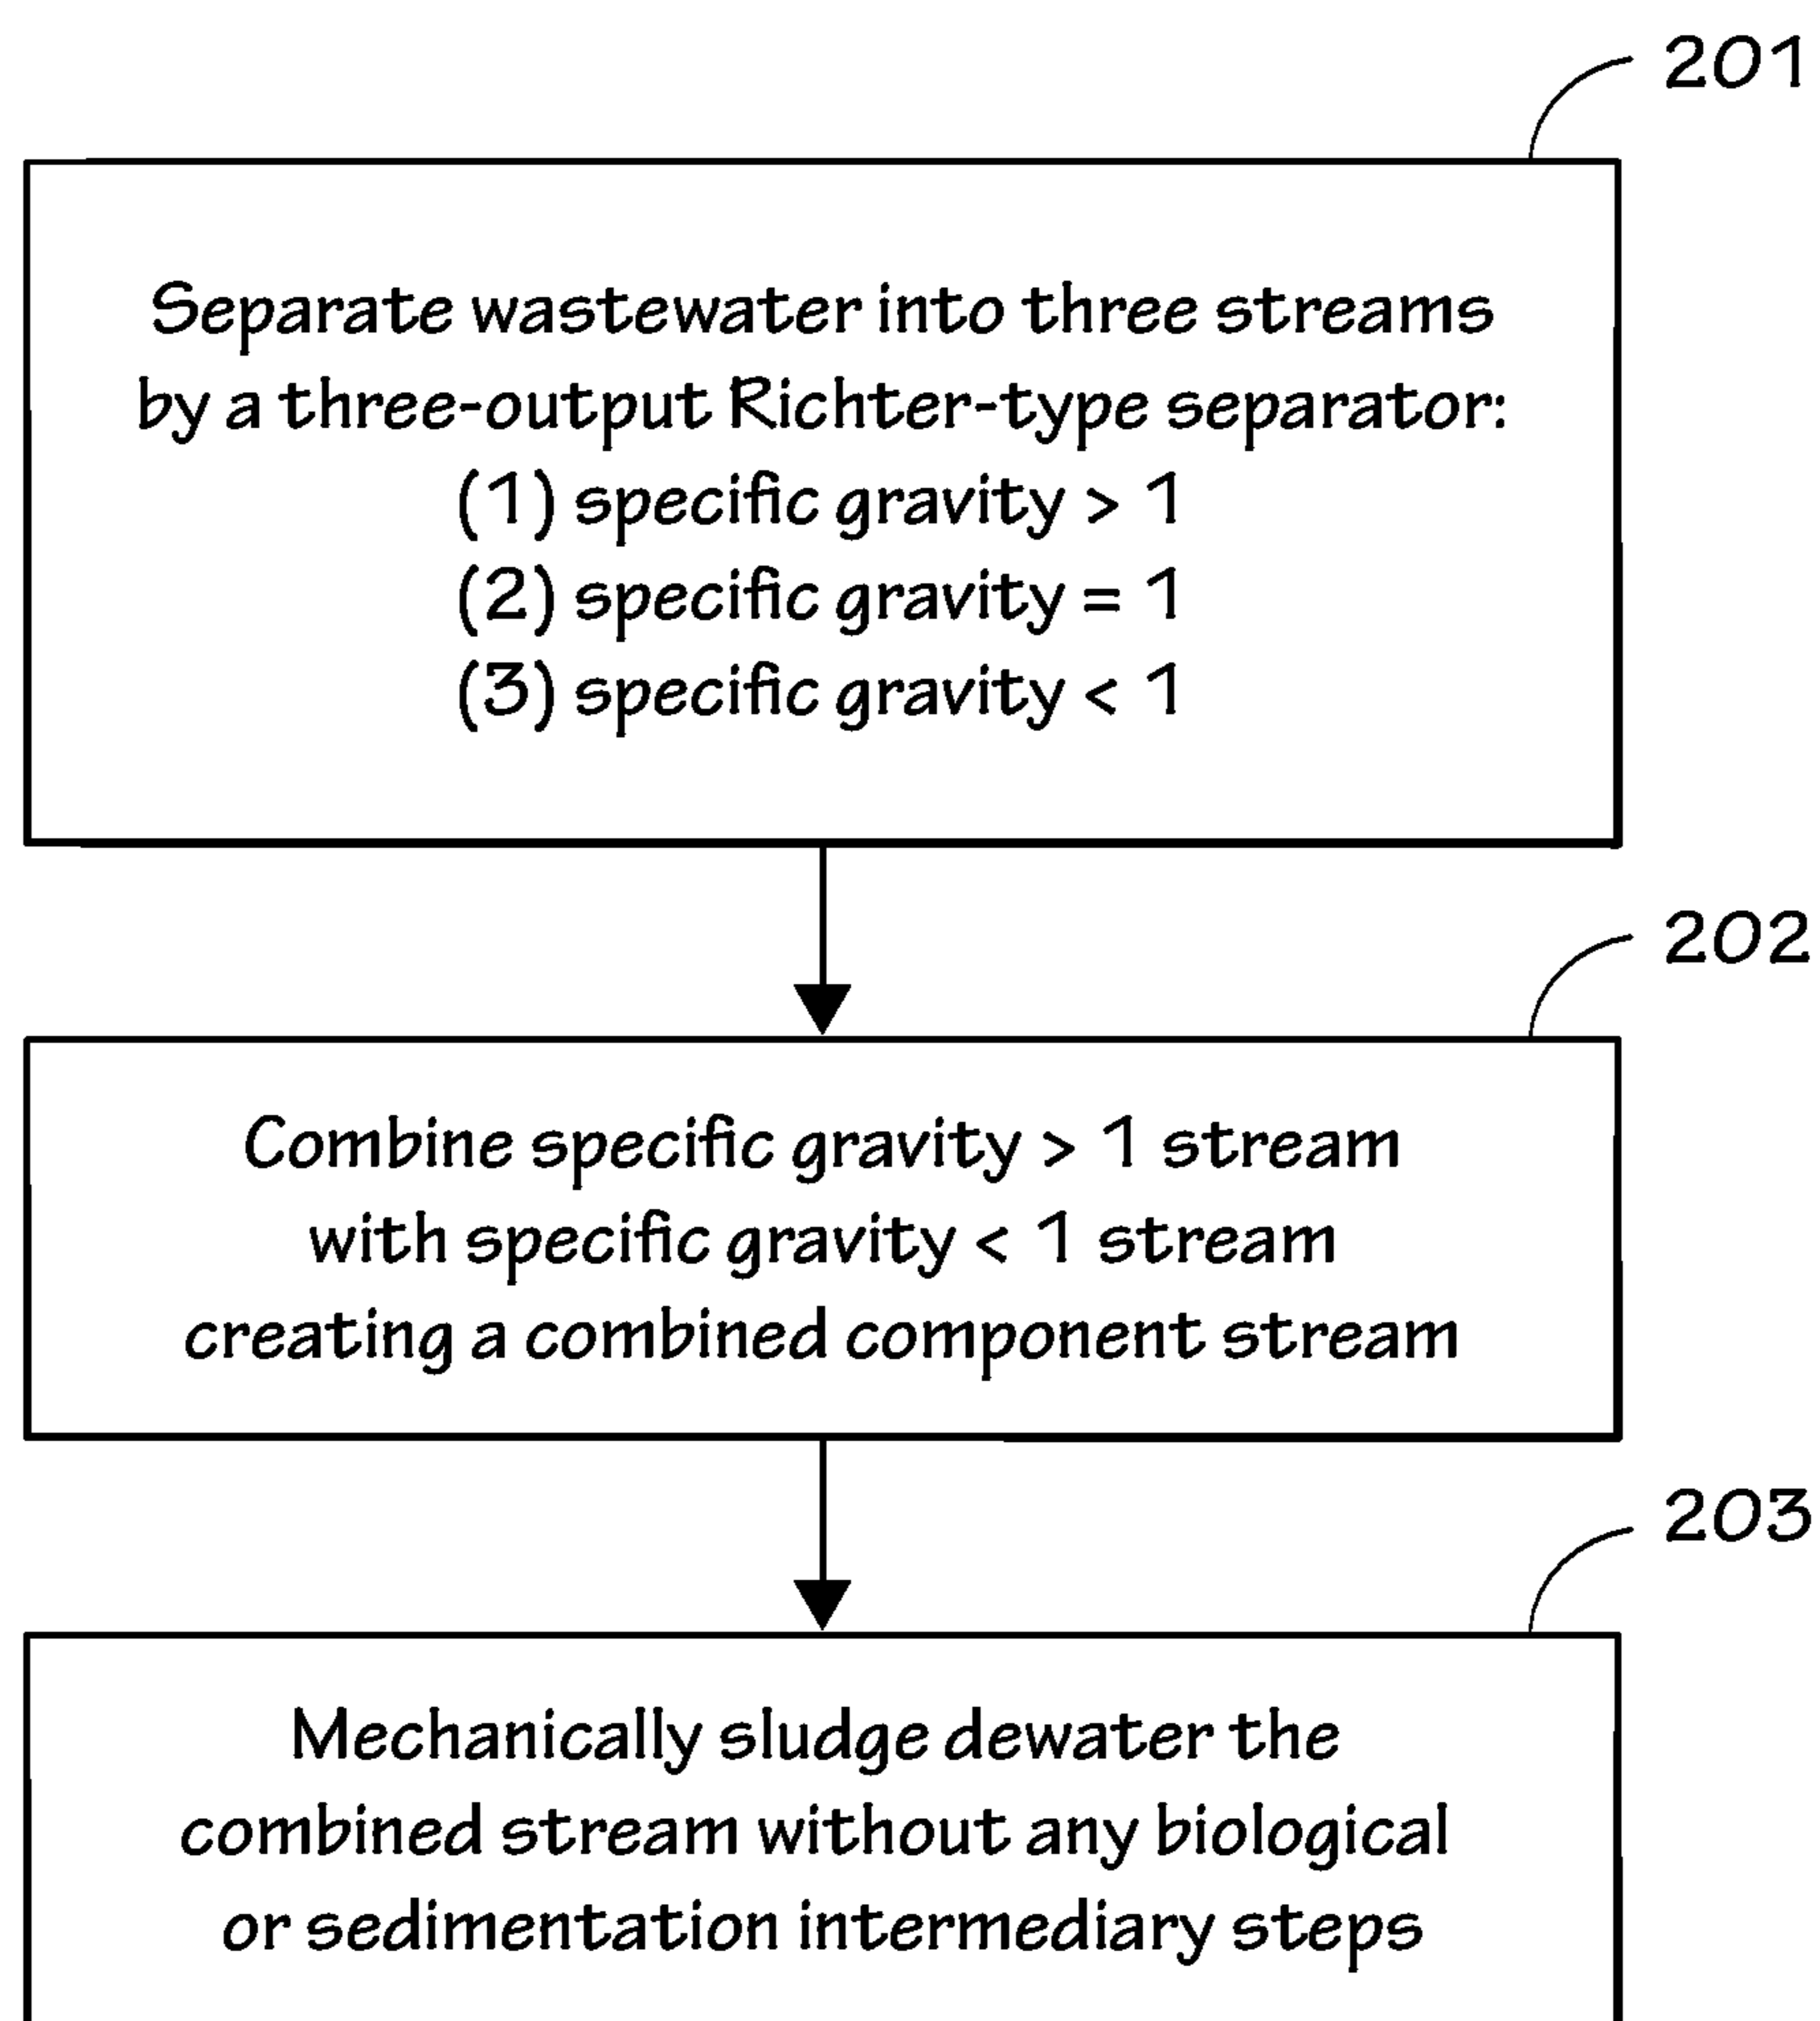 201
Separate wastewater into three streams
by a three-output Richter-type separator:
(1) specific gravity > 1
(2) specific gravity = 1
(3) specific gravity < 1
202
Combine specific gravity > 1 stream
with specific gravity < 1 stream
creating a combined component stream
203
Mechanically sludge dewater the
combined stream without any biological
or sedimentation intermediary steps